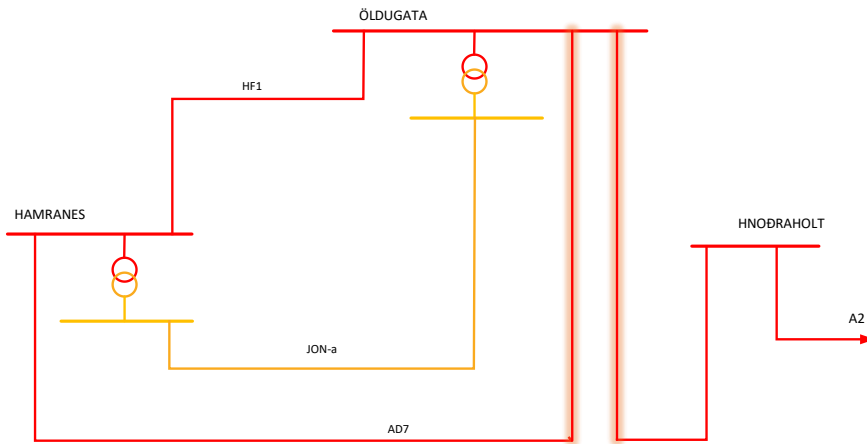 ÖLDUGATA
HF1
HAMRANES
HNOÐRAHOLT
A2
JON-a
AD7